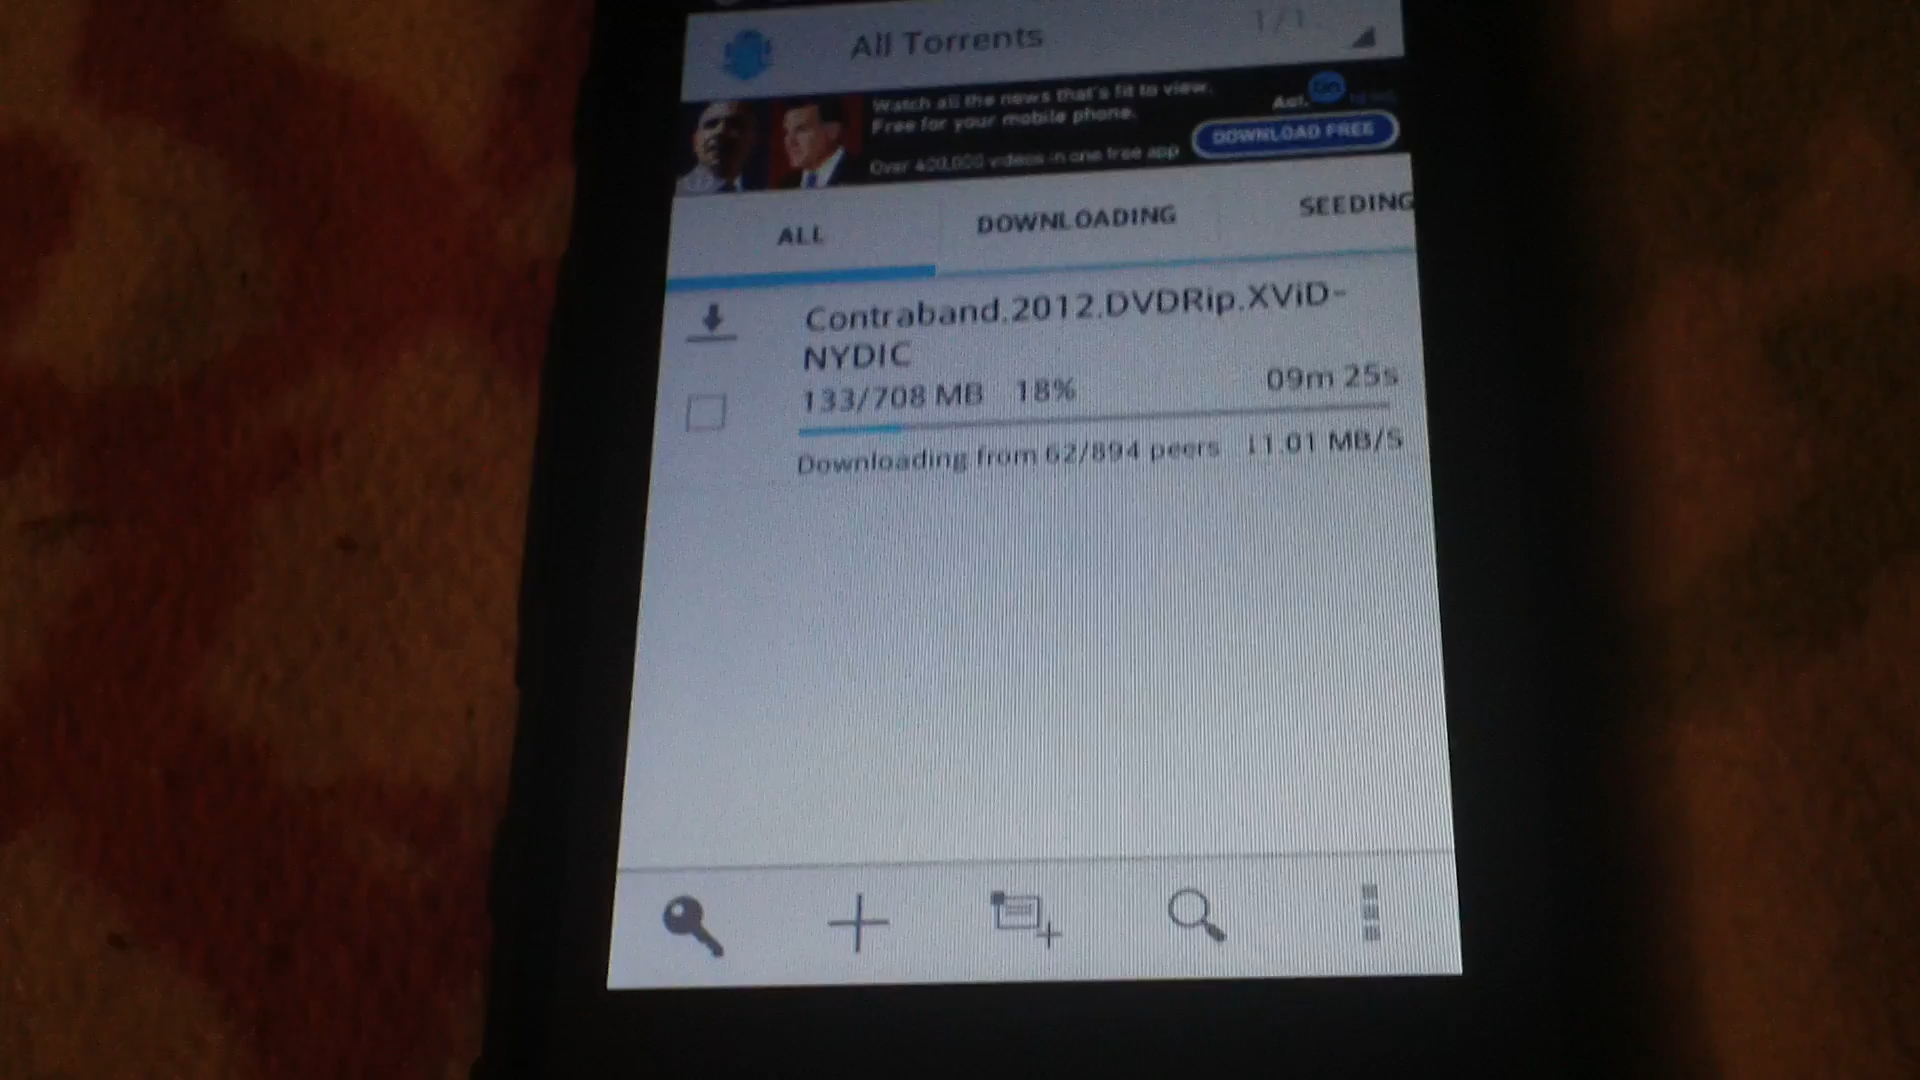 All Torrents
1/1
Watch all the news that's fit to view.
Free for your mobile phone.
Over 400,000 videos in one free app
Aol.
DOWNLOAD FREE
ALL
DOWNLOADING
SEEDING
Contraband.2012.DVDRip.XViD-
NYDIC
133/708 MB 18% 09m 25s
Downloading from 62/894 peers ↓1.01 MB/S